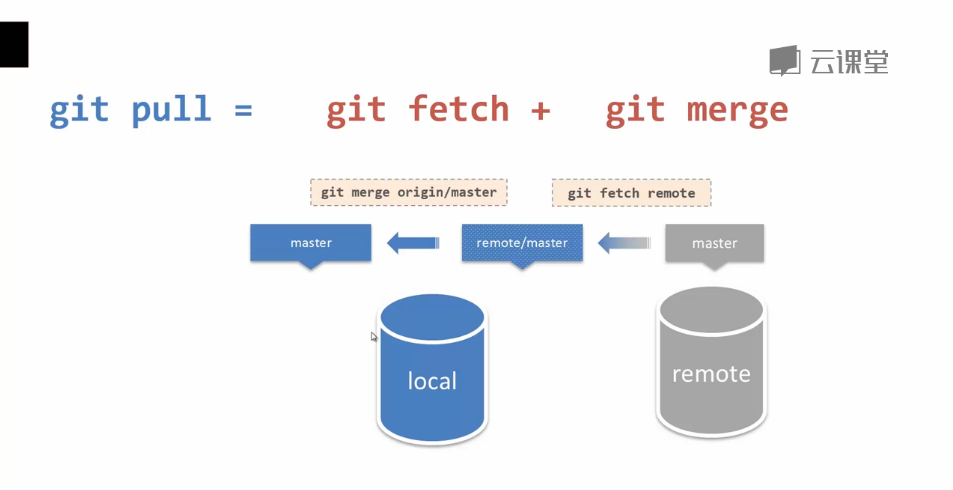 云课堂
git pull = git fetch + git merge
git merge origin/master git fetch remote
master remote/master master
local remote